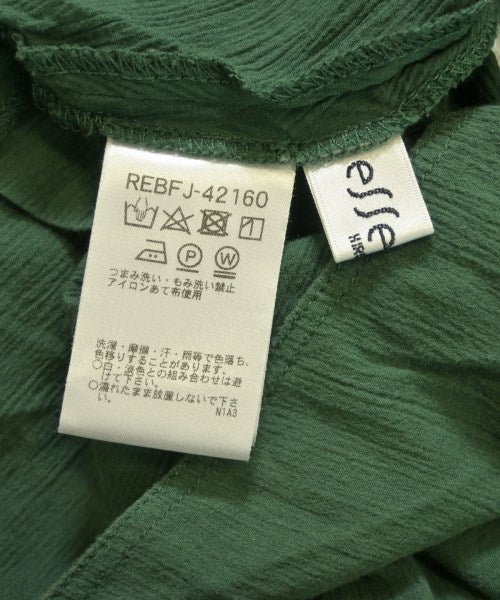 REBFJ-42160
P
W
つまみ洗い・もみ洗い禁止
アイロンあて布使用
洗濯・摩擦・汗・雨等で色落ち、
色移りすることがあります。
○白・淡色との組み合わせは避
けて下さい。
○濡れたまま放置しないで下さ
い。
N1A3
esse